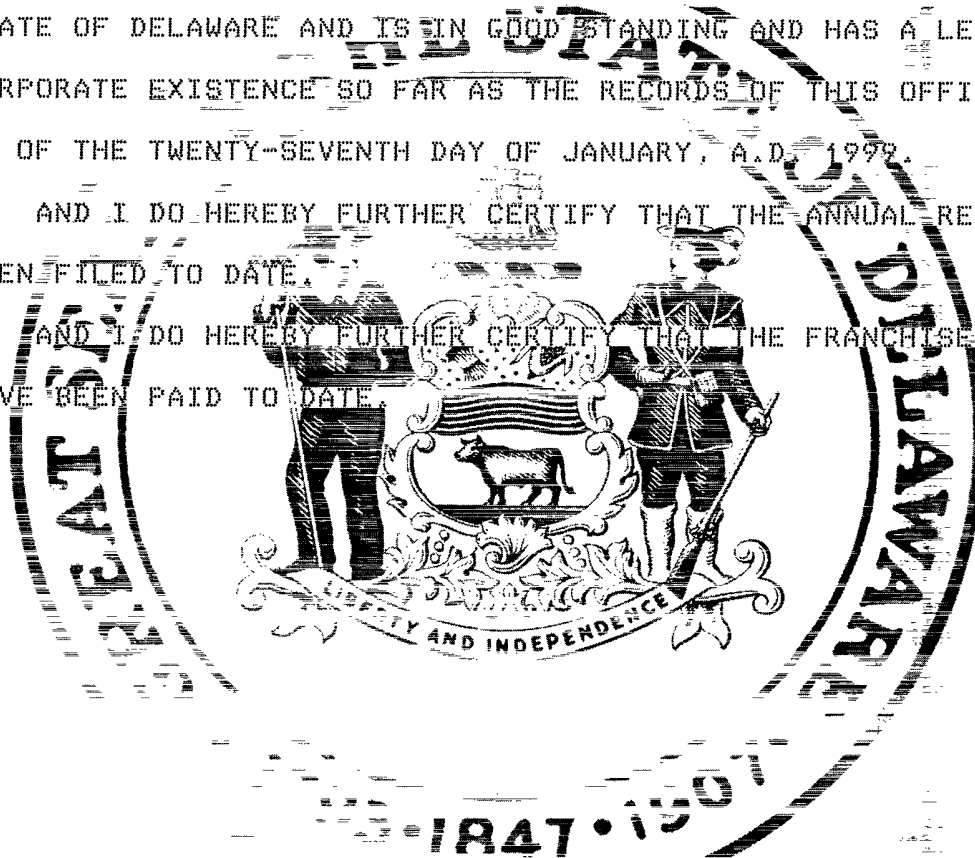 ATE OF DELAWARE AND IS IN GOOD STANDING AND HAS A LE
RPORATE EXISTENCE SO FAR AS THE RECORDS OF THIS OFFI
OF THE TWENTY-SEVENTH DAY OF JANUARY, A.D. 1999.
AND I DO HEREBY FURTHER CERTIFY THAT THE ANNUAL RE
EN FILED TO DATE.
AND I DO HEREBY FURTHER CERTIFY THAT THE FRANCHISE
VE BEEN PAID TO DATE.
REAT
DELAWARE
LIBERTY AND INDEPENDENCE
1847 • 1907